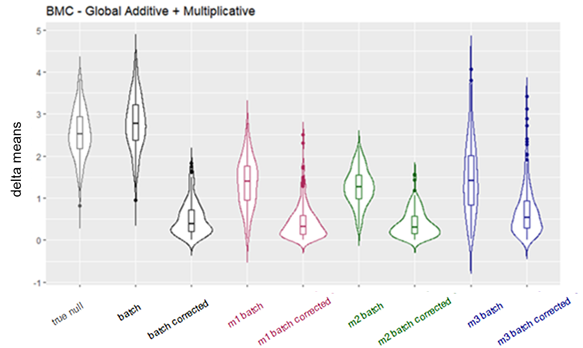 BMC - Global Additive + Multiplicative
delta means
5
4
3
2
1
0
-1
true null
batch
batch corrected
m1 batch
m1 batch corrected
m2 batch
m2 batch corrected
m3 batch
m3 batch corrected